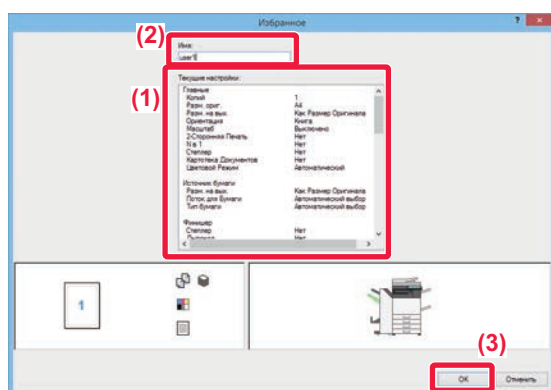 Избранное
(2)
Имя:
user1
(1)
Текущие настройки:
Главные
Копий 1
Разм. ориг. A4
Разм. на вых. Как Размер Оригинала
Ориентация Книга
Масштаб Выключено
2-Сторонняя Печать Нет
N в 1 Нет
Степлер Нет
Картотека Документов Нет
Цветовой Режим Автоматический
Источник бумаги
Разм. на вых. Как Размер Оригинала
Поток для Бумаги Автоматический выбор
Тип бумаги Автоматический выбор
Финишер
Степлер Нет
Нет
1
(3)
OK Отменить